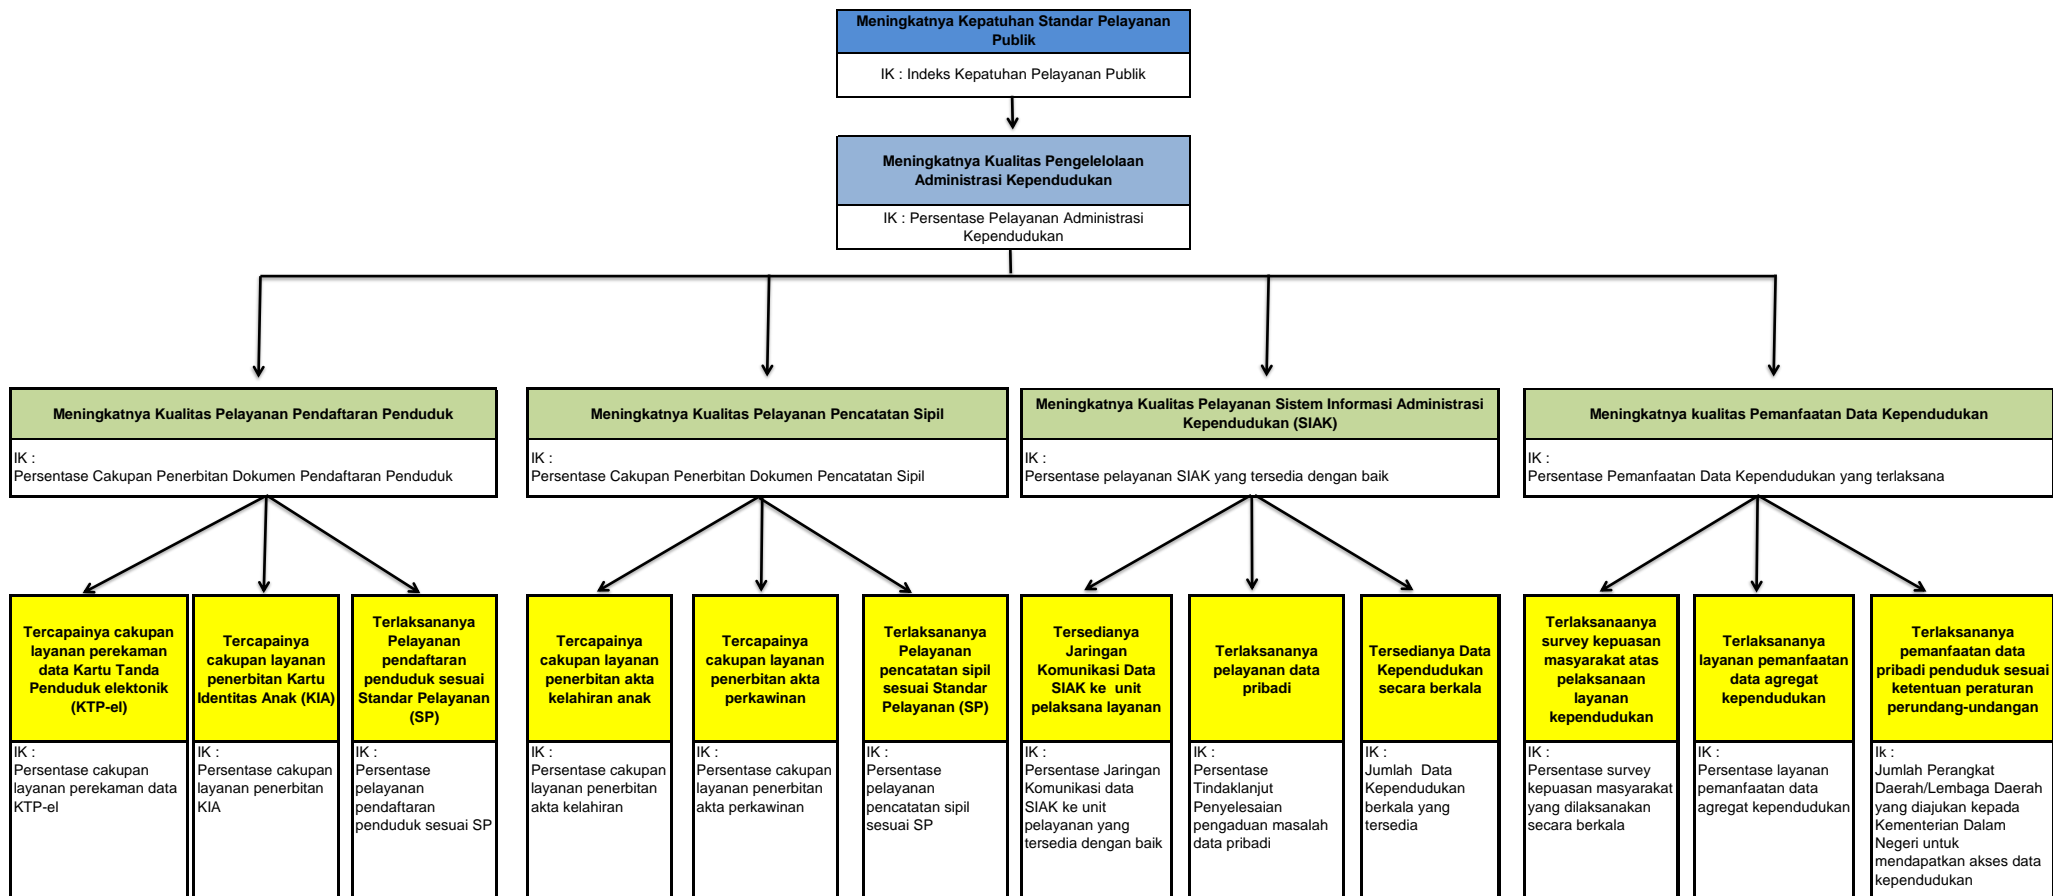 Meningkatnya Kepatuhan Standar Pelayanan
Publik
IK : Indeks Kepatuhan Pelayanan Publik
Meningkatnya Kualitas Pengelelolaan
Administrasi Kependudukan
IK : Persentase Pelayanan Administrasi
Kependudukan
Meningkatnya Kualitas Pelayanan Pendaftaran Penduduk
IK :
Persentase Cakupan Penerbitan Dokumen Pendaftaran Penduduk
Meningkatnya Kualitas Pelayanan Pencatatan Sipil
IK :
Persentase Cakupan Penerbitan Dokumen Pencatatan Sipil
Meningkatnya Kualitas Pelayanan Sistem Informasi Administrasi
Kependudukan (SIAK)
IK :
Persentase pelayanan SIAK yang tersedia dengan baik
Meningkatnya kualitas Pemanfaatan Data Kependudukan
IK :
Persentase Pemanfaatan Data Kependudukan yang terlaksana
Tercapainya cakupan
layanan perekaman
data Kartu Tanda
Penduduk elektonik
(KTP-el)
IK :
Persentase cakupan
layanan perekaman data
KTP-el
Tercapainya
cakupan layanan
penerbitan Kartu
Identitas Anak (KIA)
IK :
Persentase cakupan
layanan penerbitan
KIA
Terlaksananya
Pelayanan
pendaftaran
penduduk sesuai
Standar Pelayanan
(SP)
IK :
Persentase
pelayanan
pendaftaran
penduduk sesuai SP
Tercapainya
cakupan layanan
penerbitan akta
kelahiran anak
IK :
Persentase cakupan
layanan penerbitan
akta kelahiran
Tercapainya
cakupan layanan
penerbitan akta
perkawinan
IK :
Persentase cakupan
layanan penerbitan
akta perkawinan
Terlaksananya
Pelayanan
pencatatan sipil
sesuai Standar
Pelayanan (SP)
IK :
Persentase
pelayanan
pencatatan sipil
sesuai SP
Tersedianya
Jaringan
Komunikasi Data
SIAK ke unit
pelaksana layanan
IK :
Persentase Jaringan
Komunikasi data
SIAK ke unit
pelayanan yang
tersedia dengan baik
Terlaksananya
pelayanan data
pribadi
IK :
Persentase
Tindaklanjut
Penyelesaian
pengaduan masalah
data pribadi
Tersedianya Data
Kependudukan
secara berkala
IK :
Jumlah Data
Kependudukan
berkala yang
tersedia
Terlaksanaanya
survey kepuasan
masyarakat atas
pelaksanaan
layanan
kependudukan
IK :
Persentase survey
kepuasan masyarakat
yang dilaksanakan
secara berkala
Terlaksananya
layanan pemanfaatan
data agregat
kependudukan
IK :
Persentase layanan
pemanfaatan data
agregat kependudukan
Terlaksananya
pemanfaatan data
pribadi penduduk sesuai
ketentuan peraturan
perundang-undangan
Ik :
Jumlah Perangkat
Daerah/Lembaga Daerah
yang diajukan kepada
Kementerian Dalam
Negeri untuk
mendapatkan akses data
kependudukan